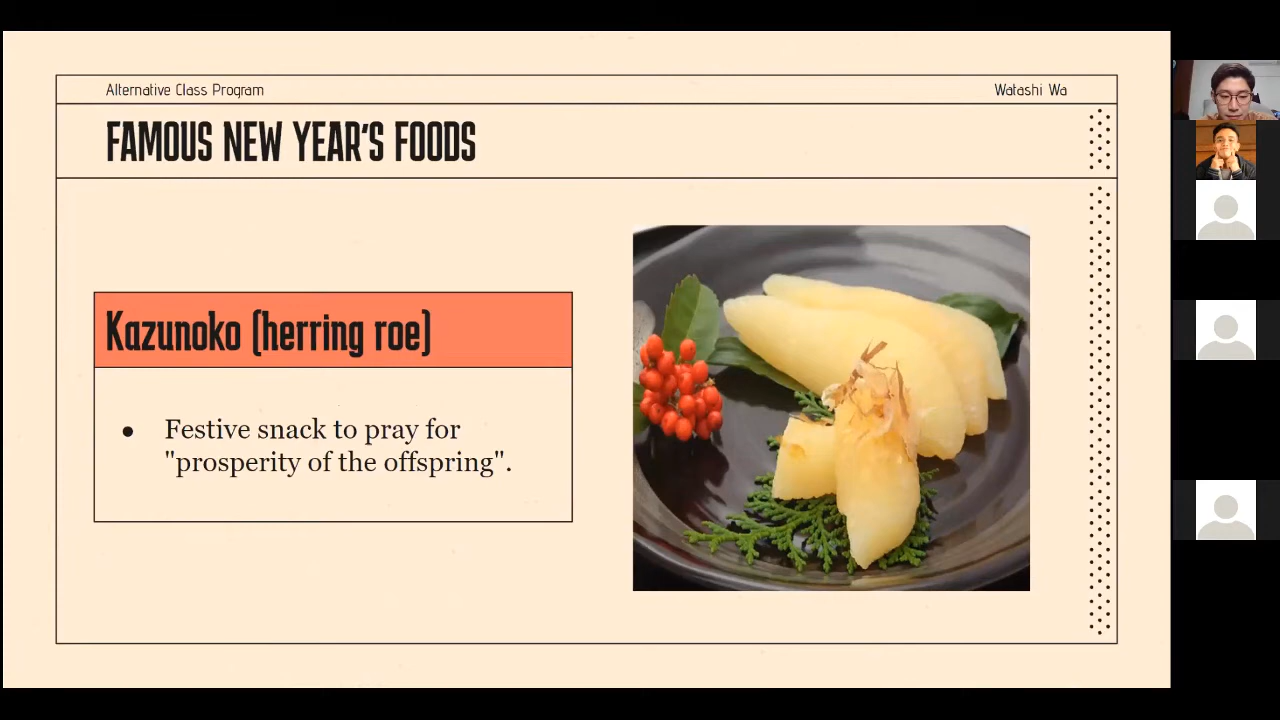 Alternative Class Program
Watashi Wa
FAMOUS NEW YEAR'S FOODS
Kazunoko (herring roe)
● Festive snack to pray for
"prosperity of the offspring".